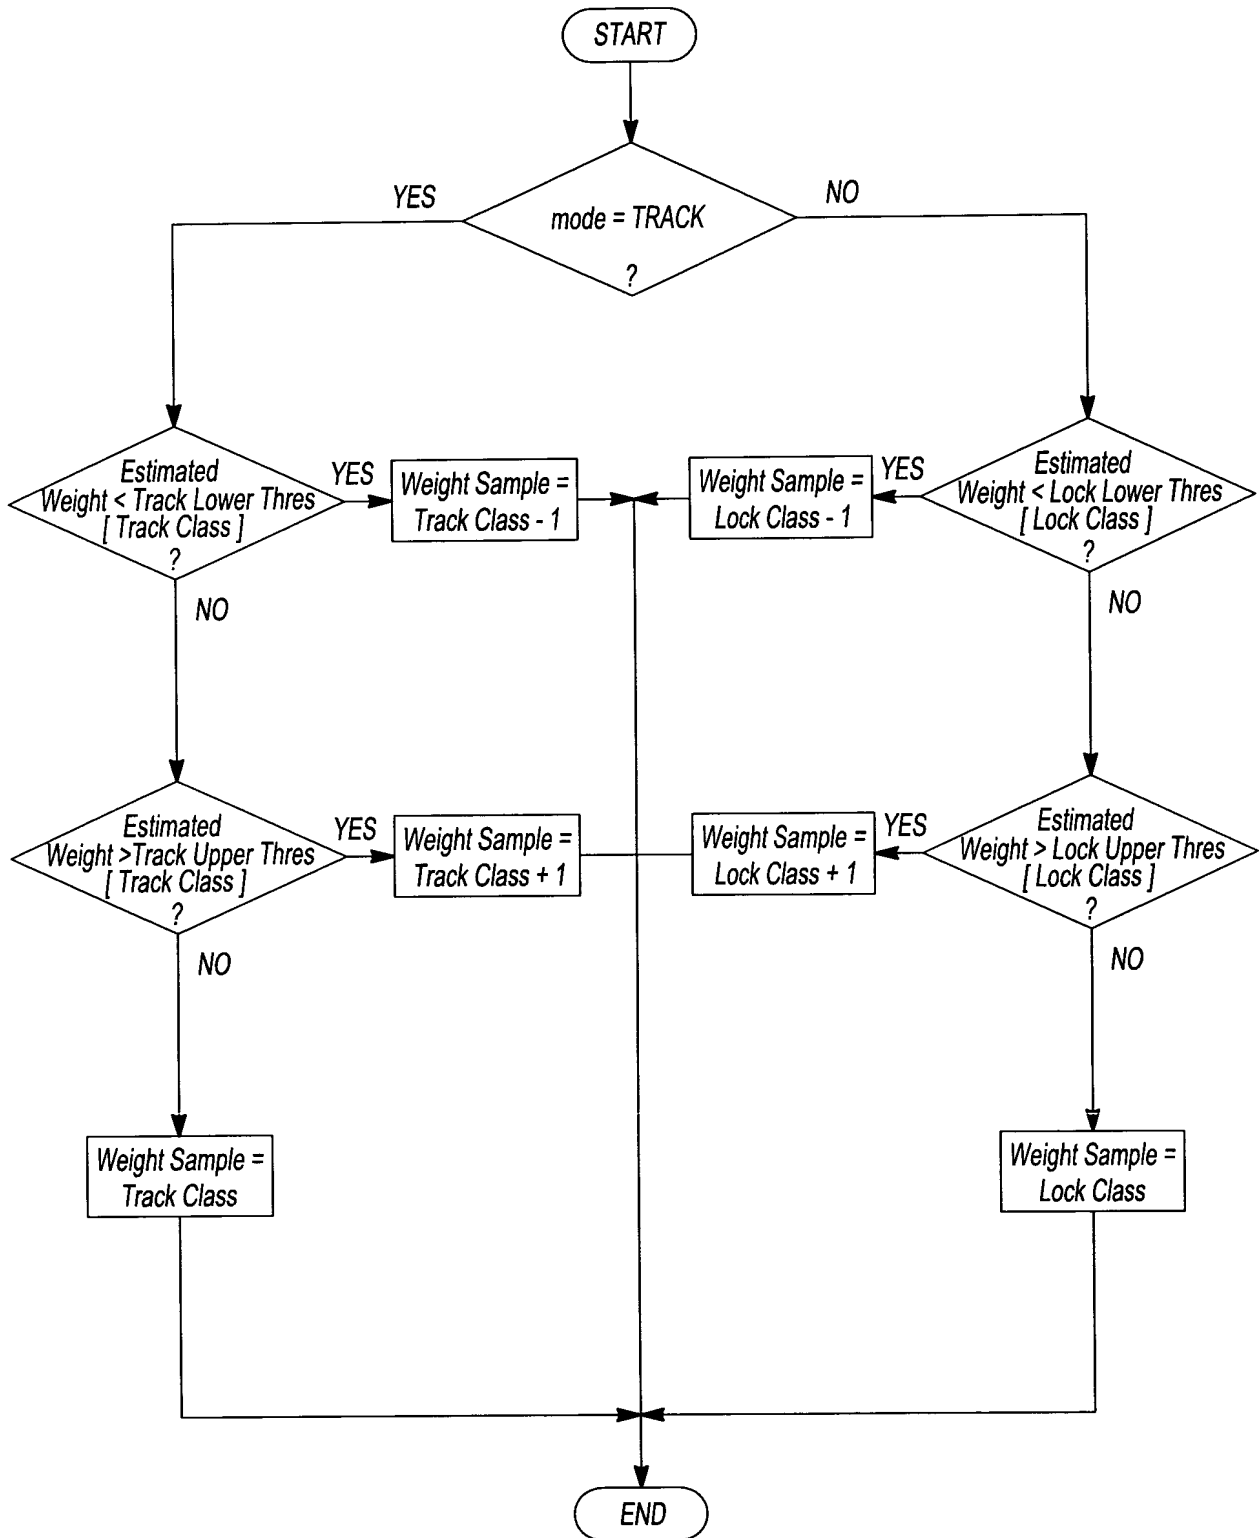 START
mode = TRACK
?
YES
NO
Estimated
Weight < Track Lower Thres
[ Track Class ]
?
YES
NO
Weight Sample =
Track Class - 1
Weight Sample =
Lock Class - 1
YES
Estimated
Weight < Lock Lower Thres
[ Lock Class ]
?
NO
Estimated
Weight >Track Upper Thres
[ Track Class ]
?
YES
NO
Weight Sample =
Track Class + 1
Weight Sample =
Lock Class + 1
YES
Estimated
Weight > Lock Upper Thres
[ Lock Class ]
?
NO
Weight Sample =
Track Class
Weight Sample =
Lock Class
END